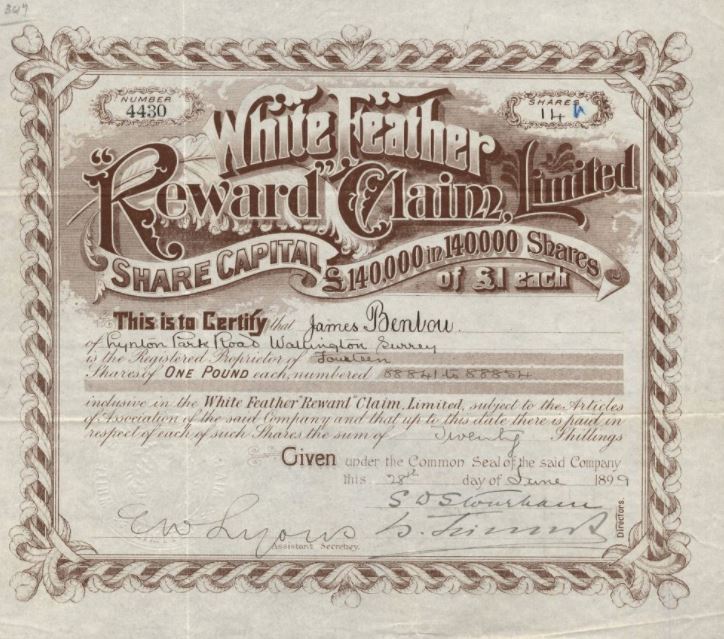 349
NUMBER
4430
SHARES
14
White Feather
"Reward" Claim, Limited
SHARE CAPITAL £140,000 in 140,000 Shares
of £1 each
This is to Certify that James Benbow
of Lynton Park Road Wallington Surrey
is the Registered Proprietor of Fourteen
Shares of ONE POUND each, numbered 88841 to 88854
inclusive in the White Feather "Reward" Claim, Limited, subject to the Articles
of Association of the said Company and that up to this date there is paid in
respect of each of such Shares the sum of Twenty Shillings
Given under the Common Seal of the said Company
this 28th day of June 1899
Directors.
E W Lyons
Assistant Secretary.